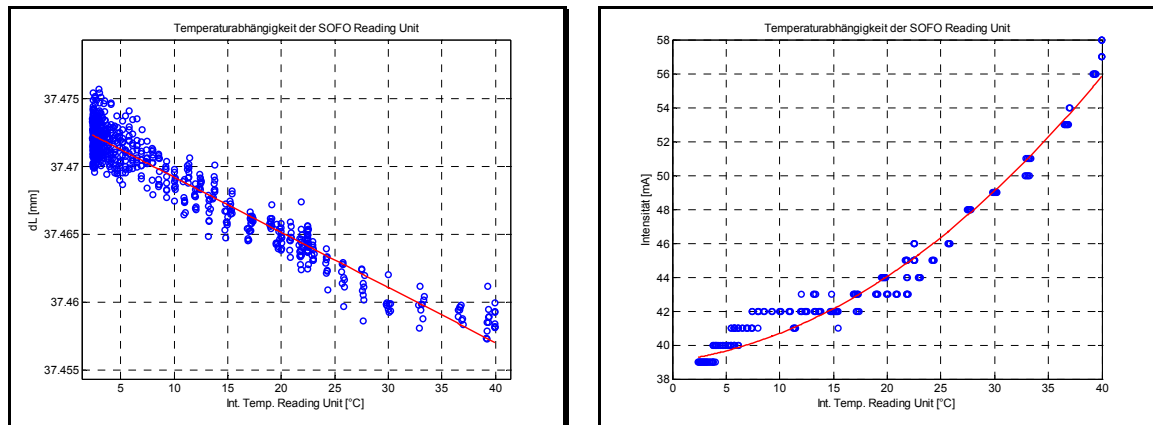 Temperaturabhängigkeit der SOFO Reading Unit
37.475
37.47
37.465
37.46
37.455
dL [mm]
5 10 15 20 25 30 35 40
Int. Temp. Reading Unit [°C]
Temperaturabhängigkeit der SOFO Reading Unit
58
56
54
52
50
48
46
44
42
40
38
Intensität [mA]
0 5 10 15 20 25 30 35 40
Int. Temp. Reading Unit [°C]